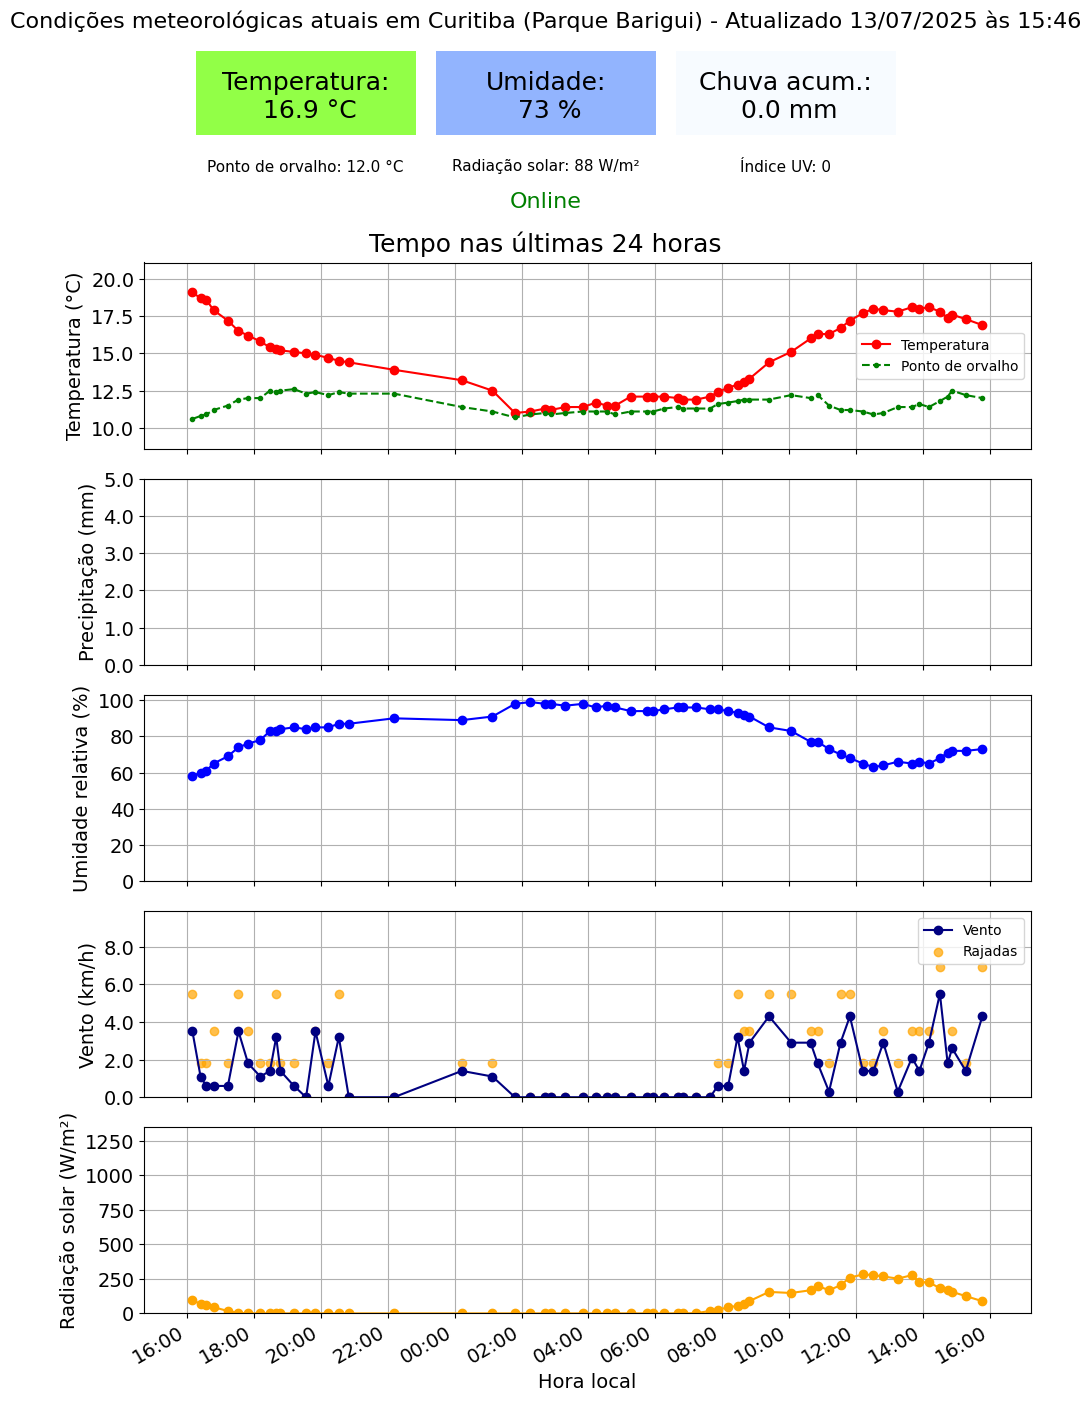 Condições meteorológicas atuais em Curitiba (Parque Barigui) - Atualizado 13/07/2025 às 15:46
Temperatura:
16.9 °C
Umidade:
73 %
Chuva acum.:
0.0 mm
Ponto de orvalho: 12.0 °C
Radiação solar: 88 W/m²
Índice UV: 0
Online
Tempo nas últimas 24 horas
Temperatura (°C)
20.0
17.5
15.0
12.5
10.0
Temperatura
Ponto de orvalho
Precipitação (mm)
5.0
4.0
3.0
2.0
1.0
0.0
Umidade relativa (%)
100
80
60
40
20
0
Vento (km/h)
8.0
6.0
4.0
2.0
0.0
Vento
Rajadas
Radiação solar (W/m²)
1250
1000
750
500
250
0
16:00
18:00
20:00
22:00
00:00
02:00
04:00
06:00
08:00
10:00
12:00
14:00
16:00
Hora local